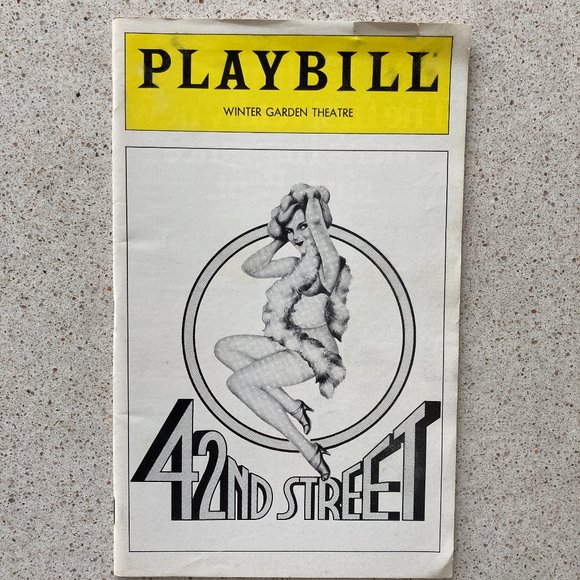 PLAYBILL
WINTER GARDEN THEATRE
42ND STREET